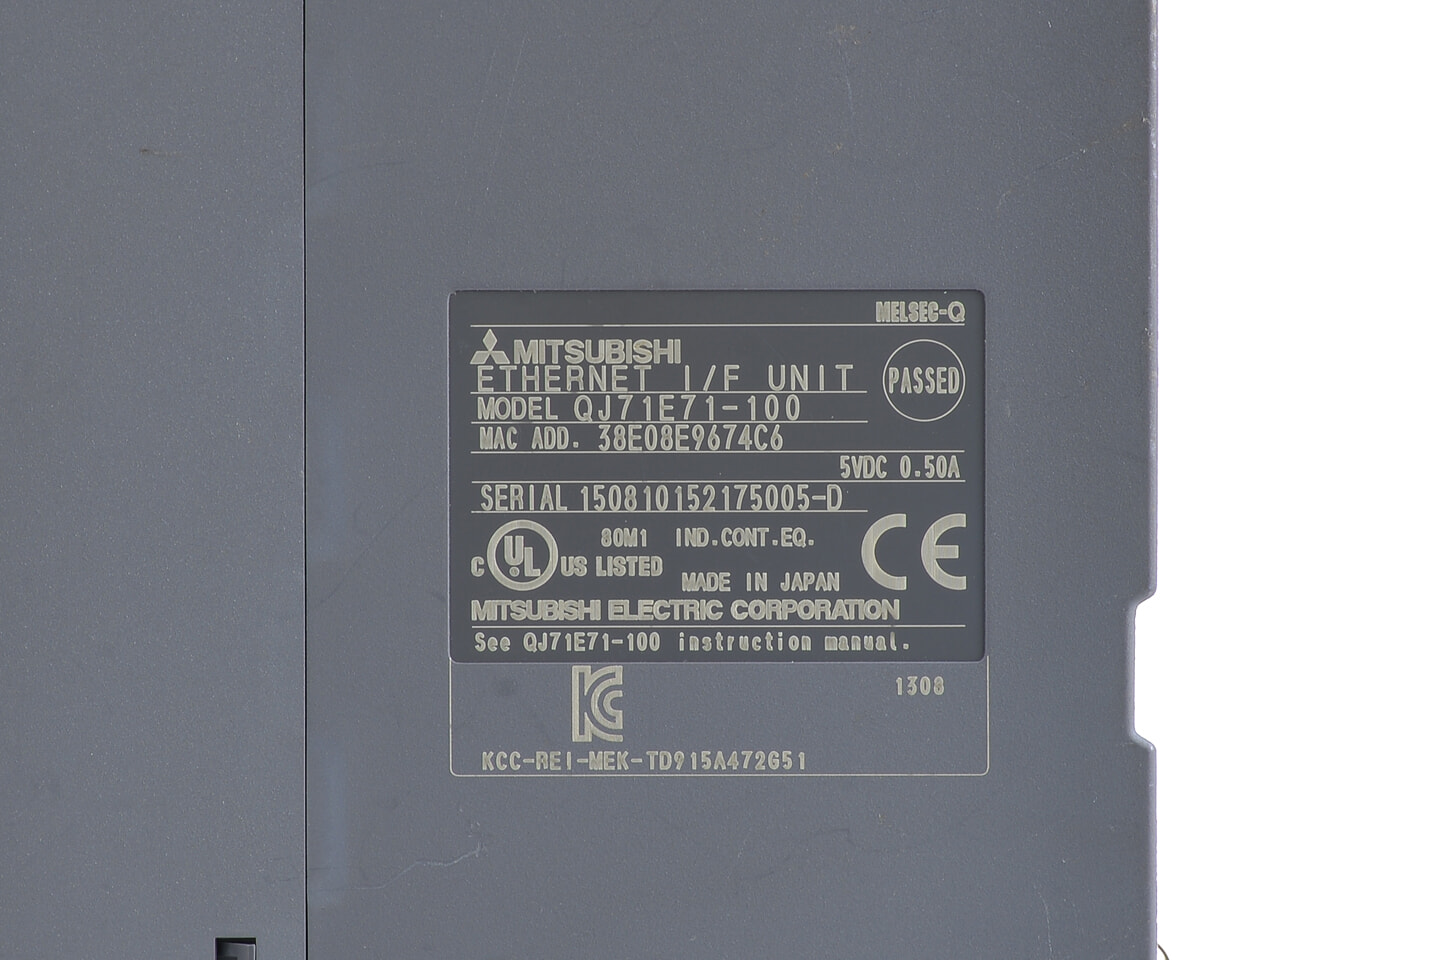 MELSEC-Q
MITSUBISHI
ETHERNET I/F UNIT
PASSED
MODEL QJ71E71-100
MAC ADD. 38E08E9674C6
5VDC 0.50A
SERIAL 150810152175005-D
80M1 IND.CONT.EQ.
C UL US LISTED
CE
MADE IN JAPAN
MITSUBISHI ELECTRIC CORPORATION
See QJ71E71-100 instruction manual.
KC
1308
KCC-REI-MEK-TD915A472G51